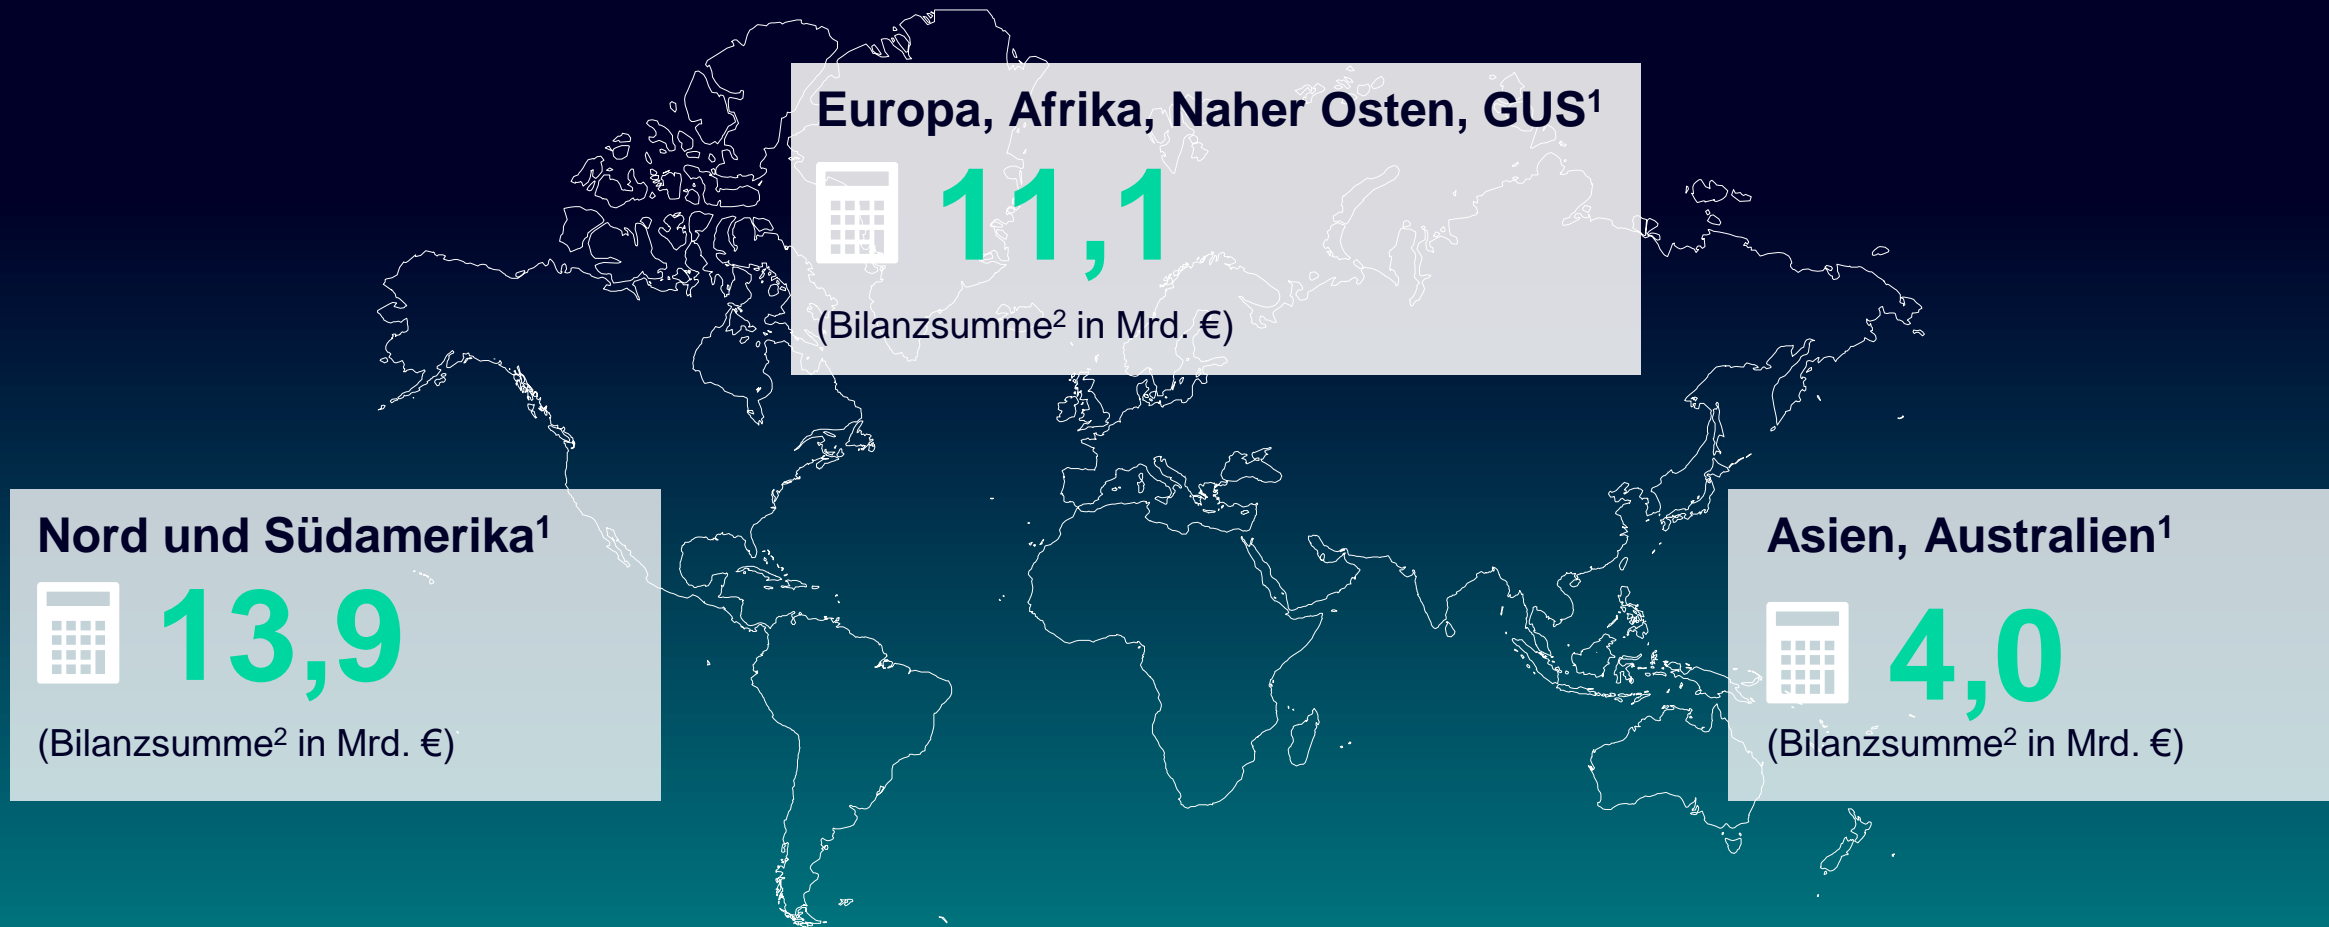 Europa, Afrika, Naher Osten, GUS¹
11,1
(Bilanzsumme² in Mrd. €)
Nord und Südamerika¹
13,9
(Bilanzsumme² in Mrd. €)
Asien, Australien¹
4,0
(Bilanzsumme² in Mrd. €)